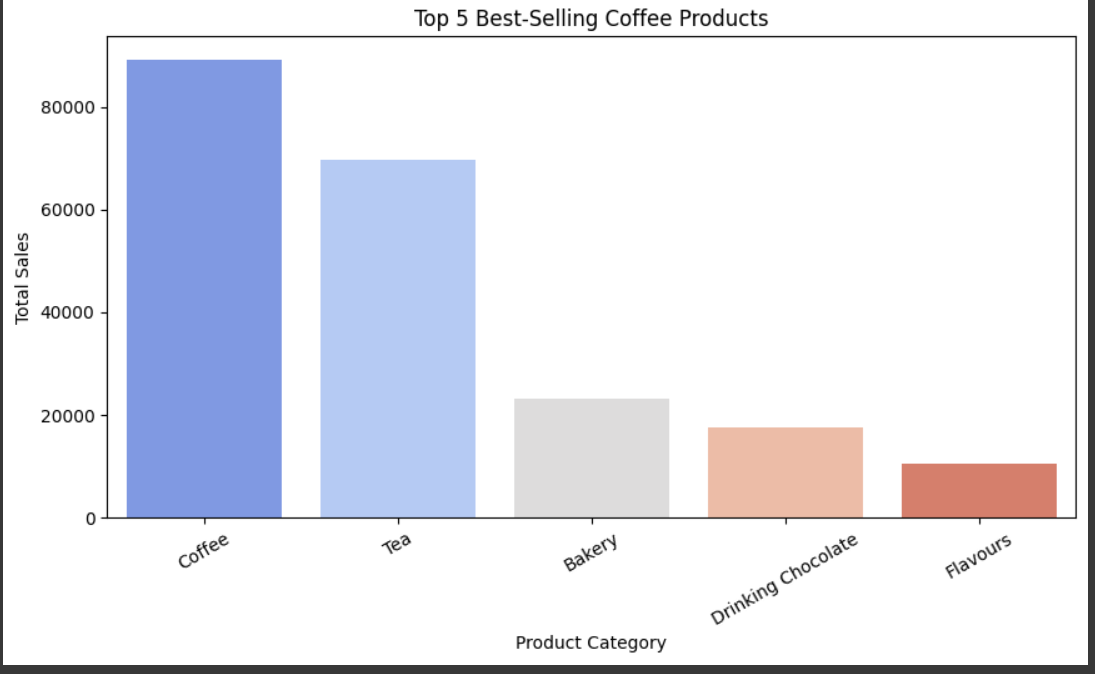 Top 5 Best-Selling Coffee Products
Total Sales
80000
60000
40000
20000
0
Coffee
Tea
Bakery
Drinking Chocolate
Flavours
Product Category